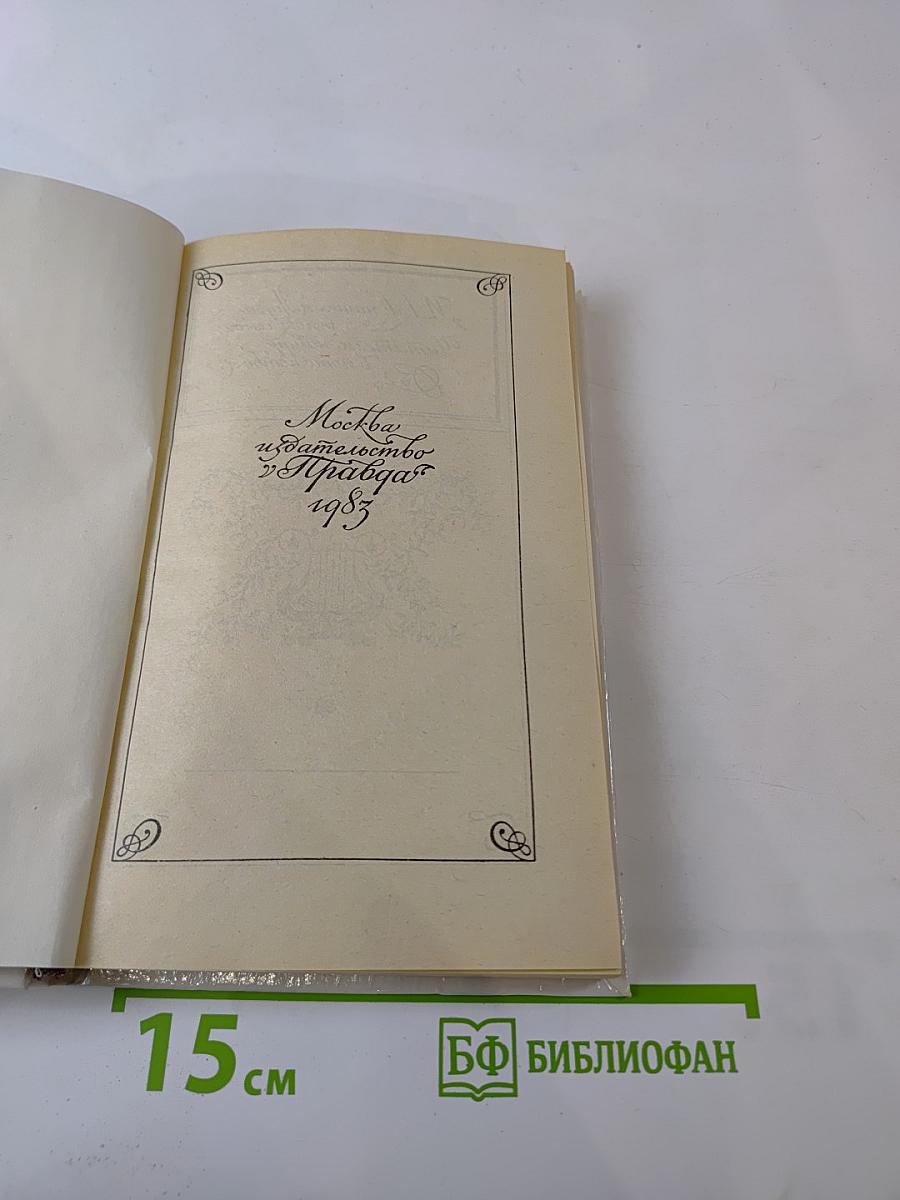 Москва
издательство
„Правда“
1983
15 см
БФ БИБЛИОФАН